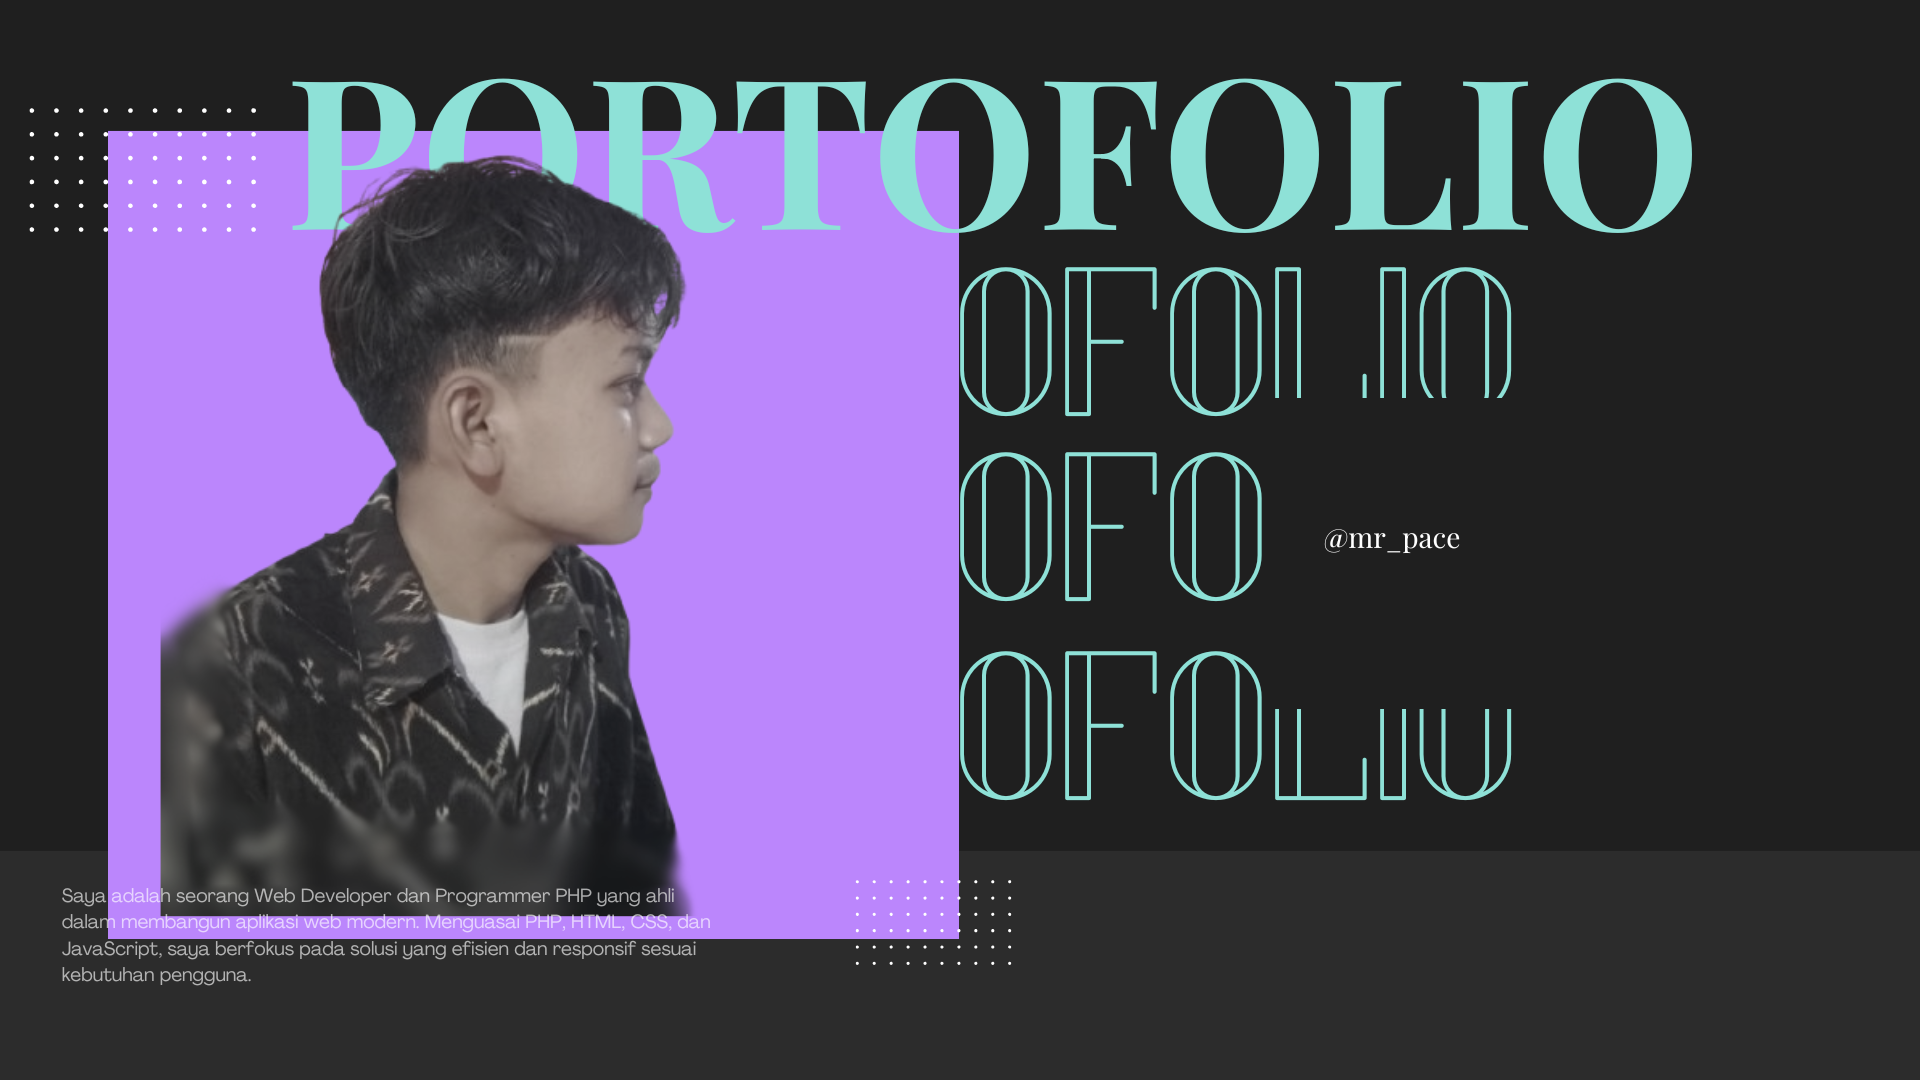 PORTOFOLIO
OFOLIO
OFO
@mr_pace
OFOLIO
Saya adalah seorang Web Developer dan Programmer PHP yang ahli
dalam membangun aplikasi web modern. Menguasai PHP, HTML, CSS, dan
JavaScript, saya berfokus pada solusi yang efisien dan responsif sesuai
kebutuhan pengguna.